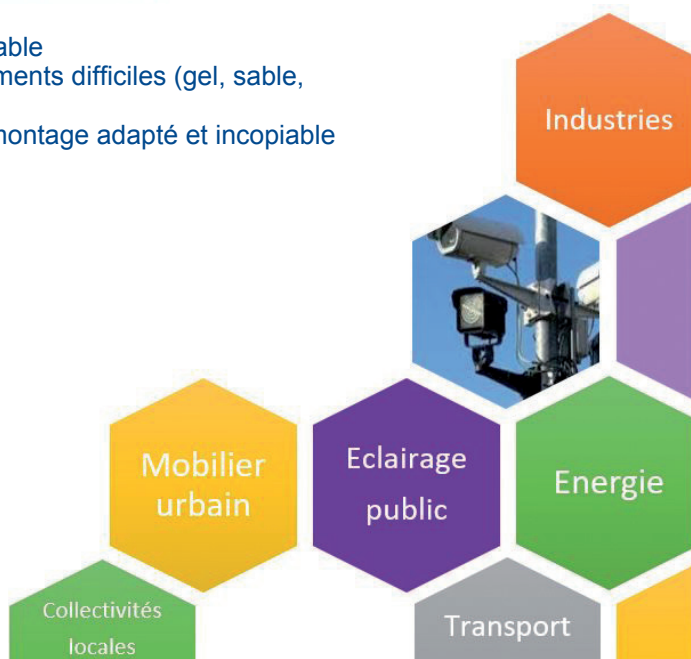 able
ments difficiles (gel, sable,
montage adapté et incopiable
Industries
Mobilier
urbain
Eclairage
public
Energie
Collectivités
locales
Transport